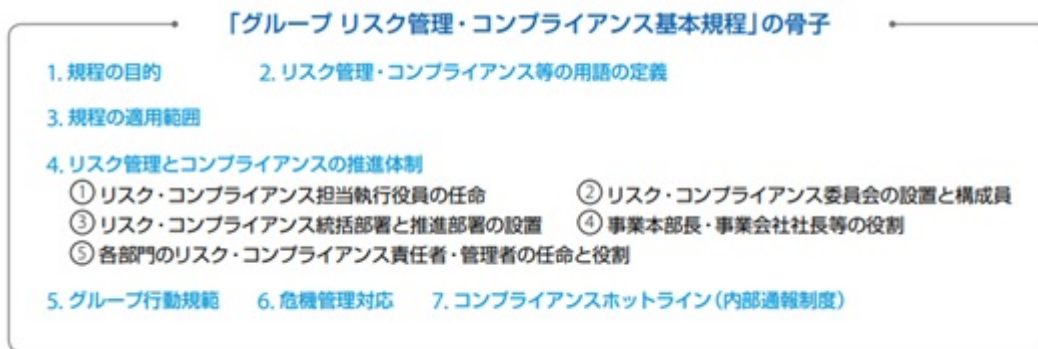 「グループ リスク管理・コンプライアンス基本規程」の骨子
1. 規程の目的 2. リスク管理・コンプライアンス等の用語の定義
3. 規程の適用範囲
4. リスク管理とコンプライアンスの推進体制
① リスク・コンプライアンス担当執行役員の任命 ② リスク・コンプライアンス委員会の設置と構成員
③ リスク・コンプライアンス統括部署と推進部署の設置 ④ 事業本部長・事業会社社長等の役割
⑤ 各部門のリスク・コンプライアンス責任者・管理者の任命と役割
5. グループ行動規範 6. 危機管理対応 7. コンプライアンスホットライン（内部通報制度）